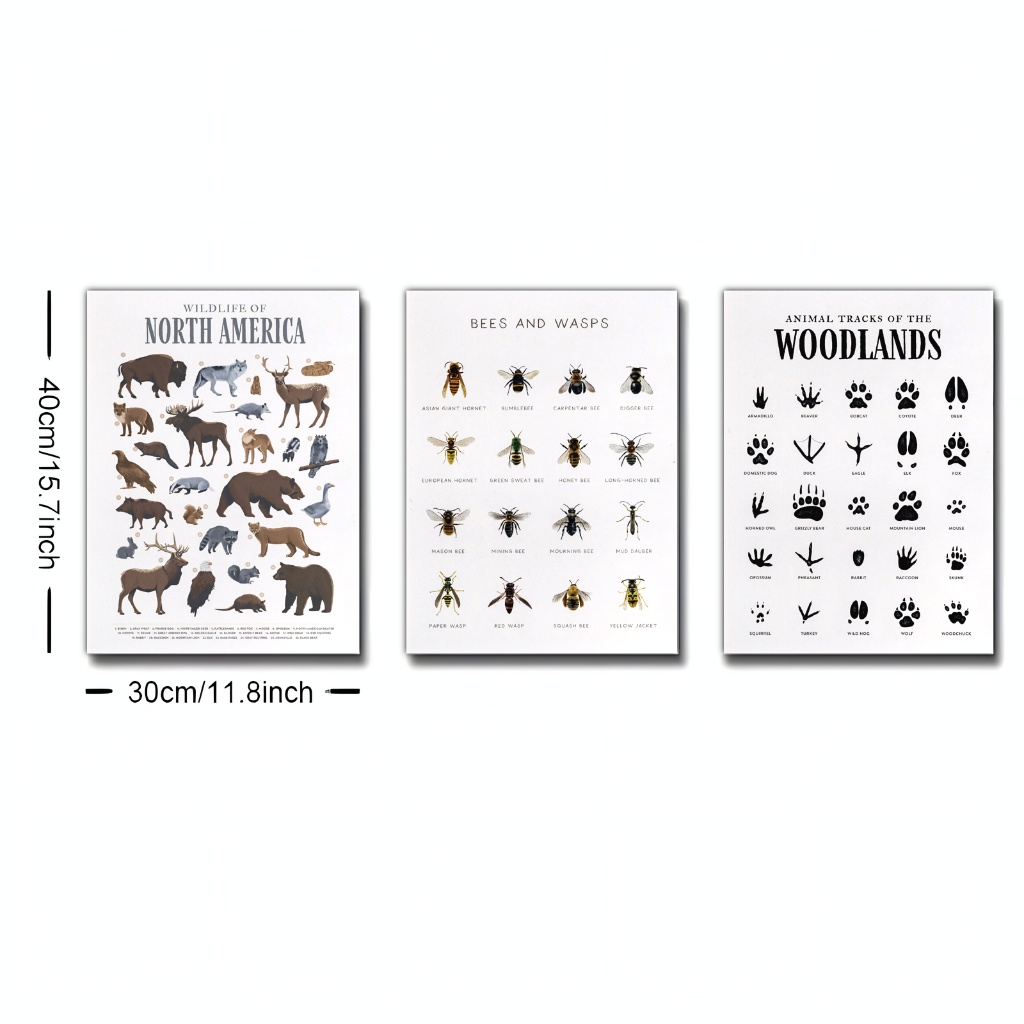 40cm/15.7inch
30cm/11.8inch
WILDLIFE OF
NORTH AMERICA
BEES AND WASPS
ASIAN GIANT HORNET BUMBLEBEE CARPENTAR BEE DIGGER BEE
EUROPEAN HORNET GREEN SWEAT BEE HONEY BEE LONG-HORNED BEE
MASON BEE MINING BEE MOURNING BEE MUD DAUBER
PAPER WASP RED WASP SQUASH BEE YELLOW JACKET
ANIMAL TRACKS OF THE
WOODLANDS
ARMADILLO BEAVER BOBCAT COYOTE DEER
DOMESTIC DOG DUCK EAGLE ELK FOX
HORNED OWL GRIZZLY BEAR HOUSE CAT MOUNTAIN LION MOUSE
OPOSSUM PHEASANT RABBIT RACCOON SKUNK
SQUIRREL TURKEY WILD HOG WOLF WOODCHUCK